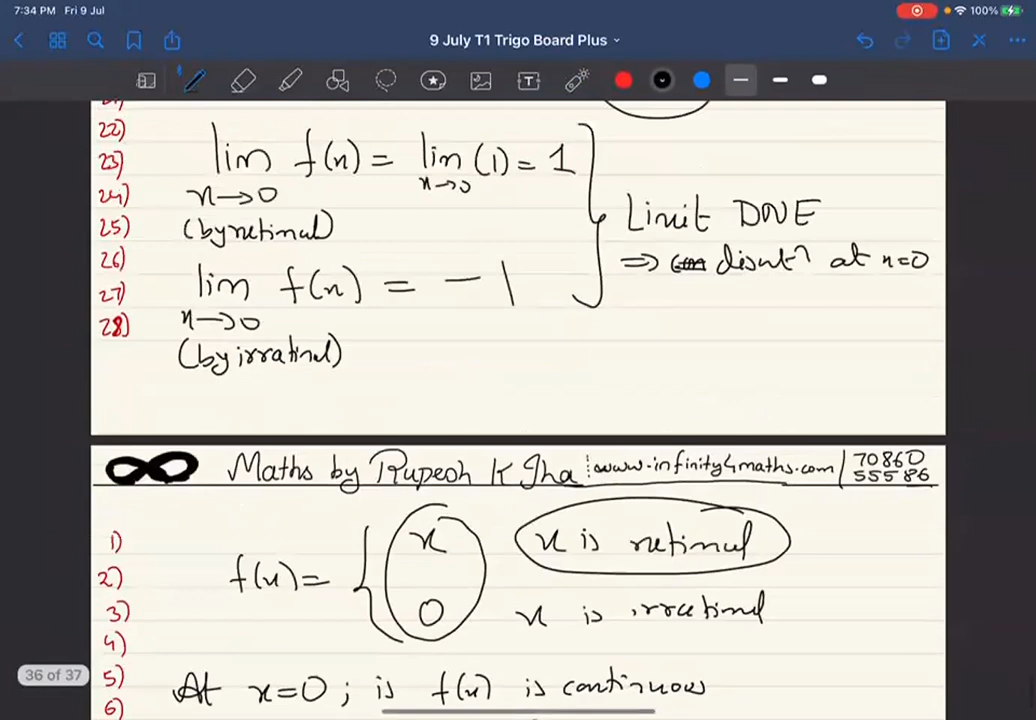 7:34 PM Fri 9 Jul
100%
9 July T1 Trigo Board Plus
22)
23) lim f(x) = lim (1) = 1
24) x→0 x→0
25) (by rational)
Limit DNE
26) ⇒ discont? at x=0
27) lim f(x) = -1
28) x→0
(by irrational)
Maths by Rupesh K Jha www.infinity4maths.com / 70860 55586
1) x x is rational
2) f(x) = {
3) 0 x is irrational
4)
5) At x=0 ; is f(x) is continuous
6)
36 of 37